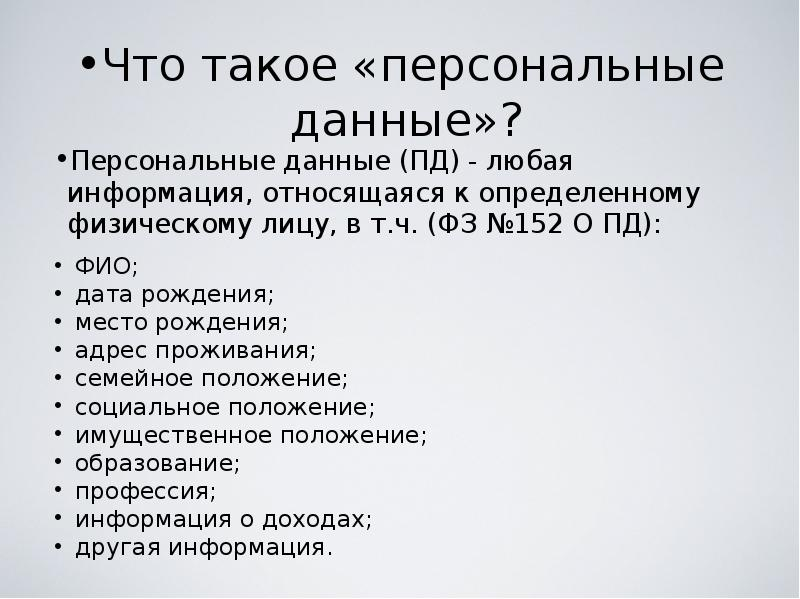 •Что такое «персональные
данные»?
•Персональные данные (ПД) - любая
информация, относящаяся к определенному
физическому лицу, в т.ч. (ФЗ №152 О ПД):
• ФИО;
• дата рождения;
• место рождения;
• адрес проживания;
• семейное положение;
• социальное положение;
• имущественное положение;
• образование;
• профессия;
• информация о доходах;
• другая информация.